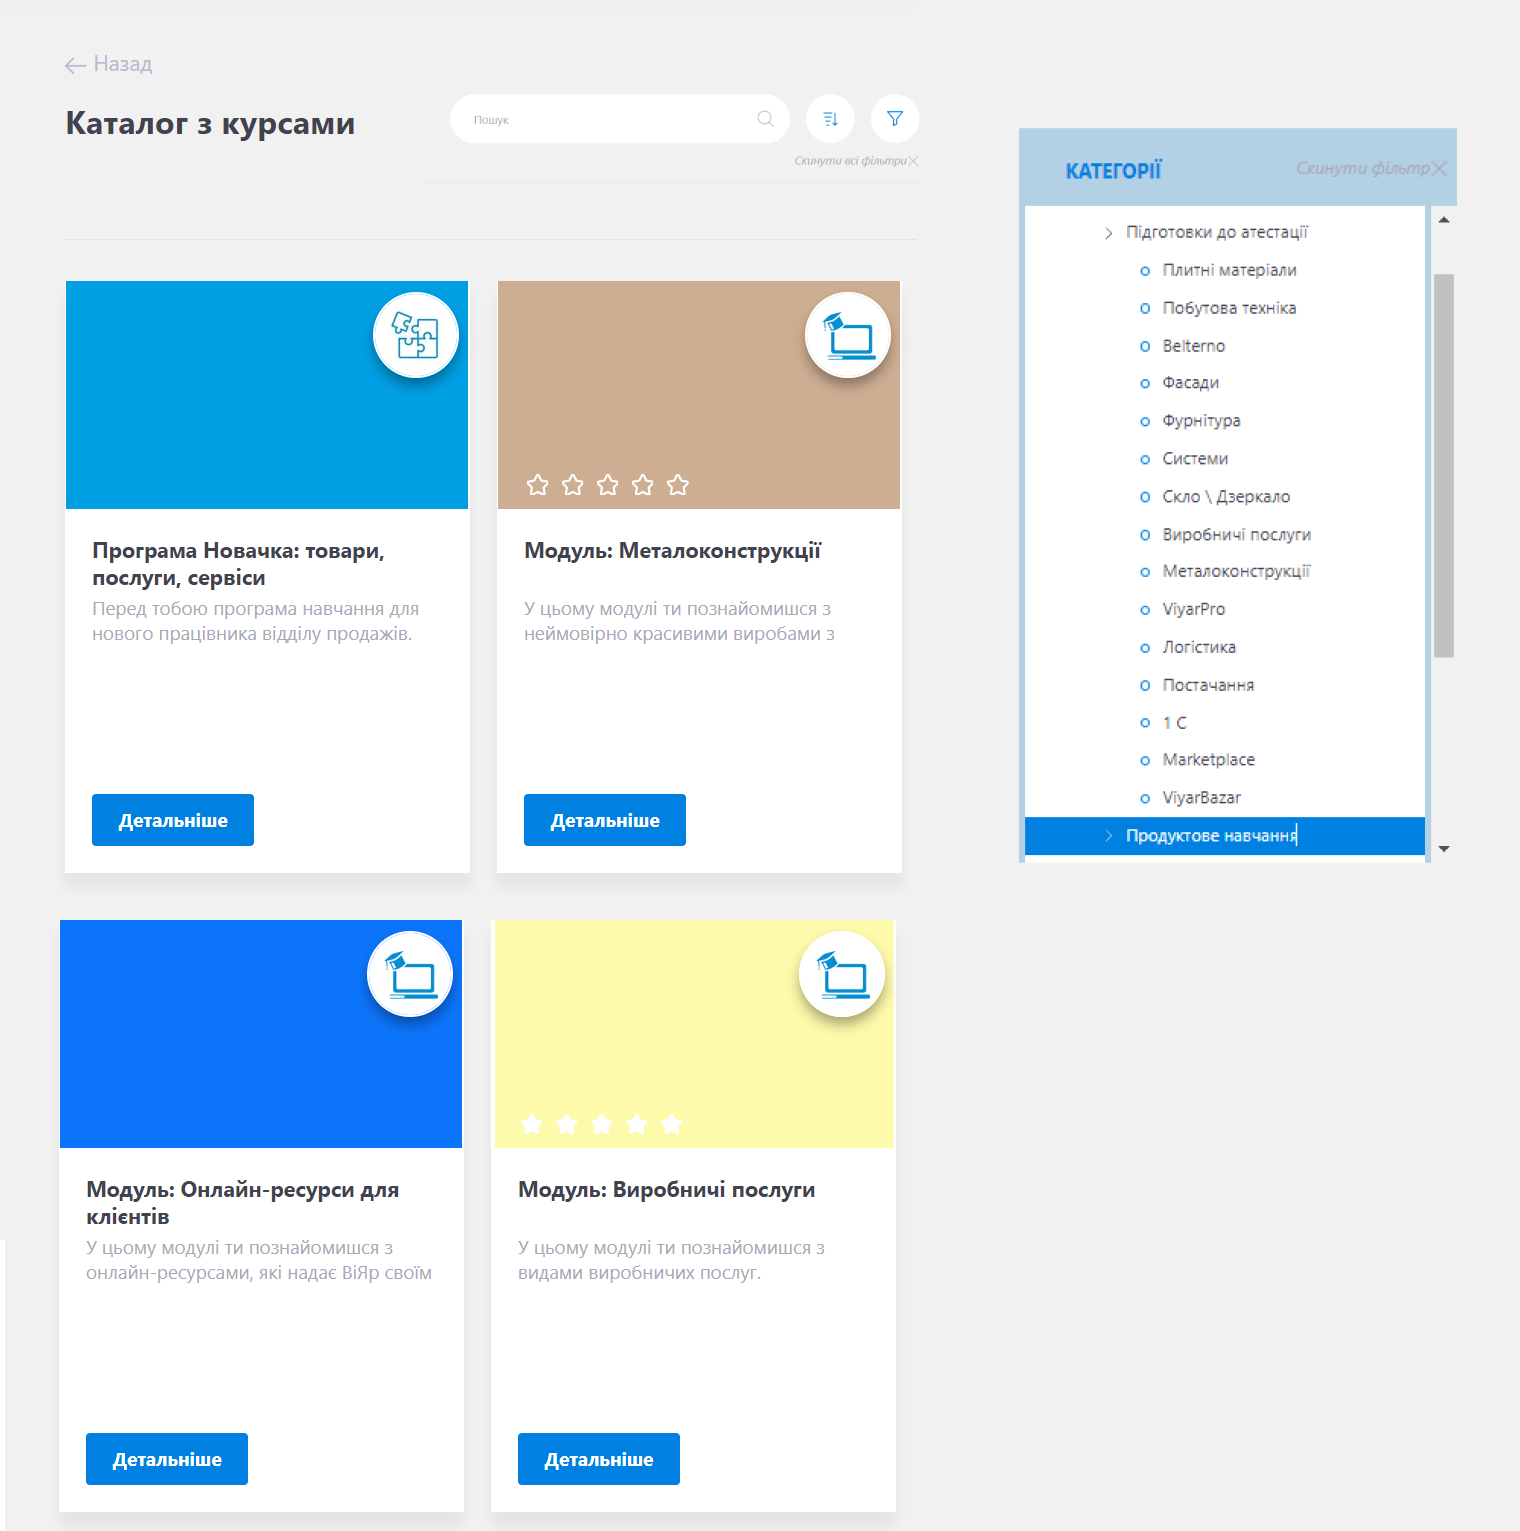 Назад
Каталог з курсами
Пошук
Скинути всі фільтри
Програма Новачка: товари,
послуги, сервіси
Перед тобою програма навчання для
нового працівника відділу продажів.
Детальніше
Модуль: Металоконструкції
У цьому модулі ти познайомишся з
неймовірно красивими виробами з
Детальніше
Модуль: Онлайн-ресурси для
клієнтів
У цьому модулі ти познайомишся з
онлайн-ресурсами, які надає ВіЯр своїм
Детальніше
Модуль: Виробничі послуги
У цьому модулі ти познайомишся з
видами виробничих послуг.
Детальніше
КАТЕГОРІЇ
Скинути фільтр
Підготовки до атестації
Плитні матеріали
Побутова техніка
Belterno
Фасади
Фурнітура
Системи
Скло \ Дзеркало
Виробничі послуги
Металоконструкції
ViyarPro
Логістика
Постачання
1 С
Marketplace
ViyarBazar
Продуктове навчання